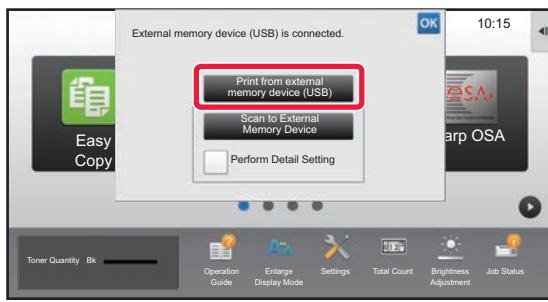 External memory device (USB) is connected.
OK
10:15
Print from external
memory device (USB)
Scan to External
Memory Device
Perform Detail Setting
Easy
Copy
OSA
arp OSA
Toner Quantity Bk
Operation
Guide
Enlarge
Display Mode
Settings
Total Count
Brightness
Adjustment
Job Status